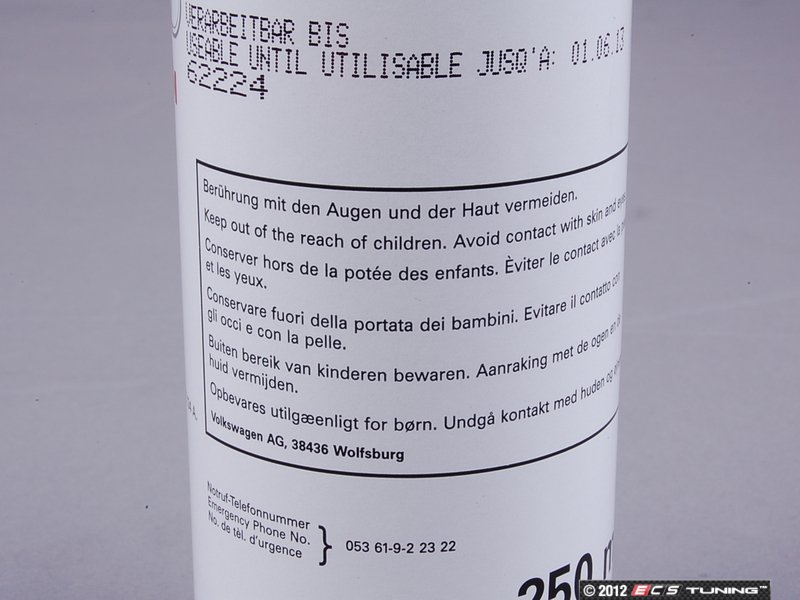 VERARBEITBAR BIS
USEABLE UNTIL UTILISABLE JUSQ'A: 01.06.13
62224
Berührung mit den Augen und der Haut vermeiden.
Keep out of the reach of children. Avoid contact with skin and eyes
Conserver hors de la potée des enfants. Èviter le contact avec la
et les yeux.
Conservare fuori della portata dei bambini. Evitare il contatto con
gli occi e con la pelle.
Buiten bereik van kinderen bewaren. Aanraking met de ogen en
huid vermijden.
Opbevares utilgæenligt for børn. Undgå kontakt med huden og
Volkswagen AG, 38436 Wolfsburg
Notruf-Telefonnummer
Emergency Phone No.
No. de tèl. d'urgence
} 053 61-9-2 23 22
250
© 2012 ECS TUNING™